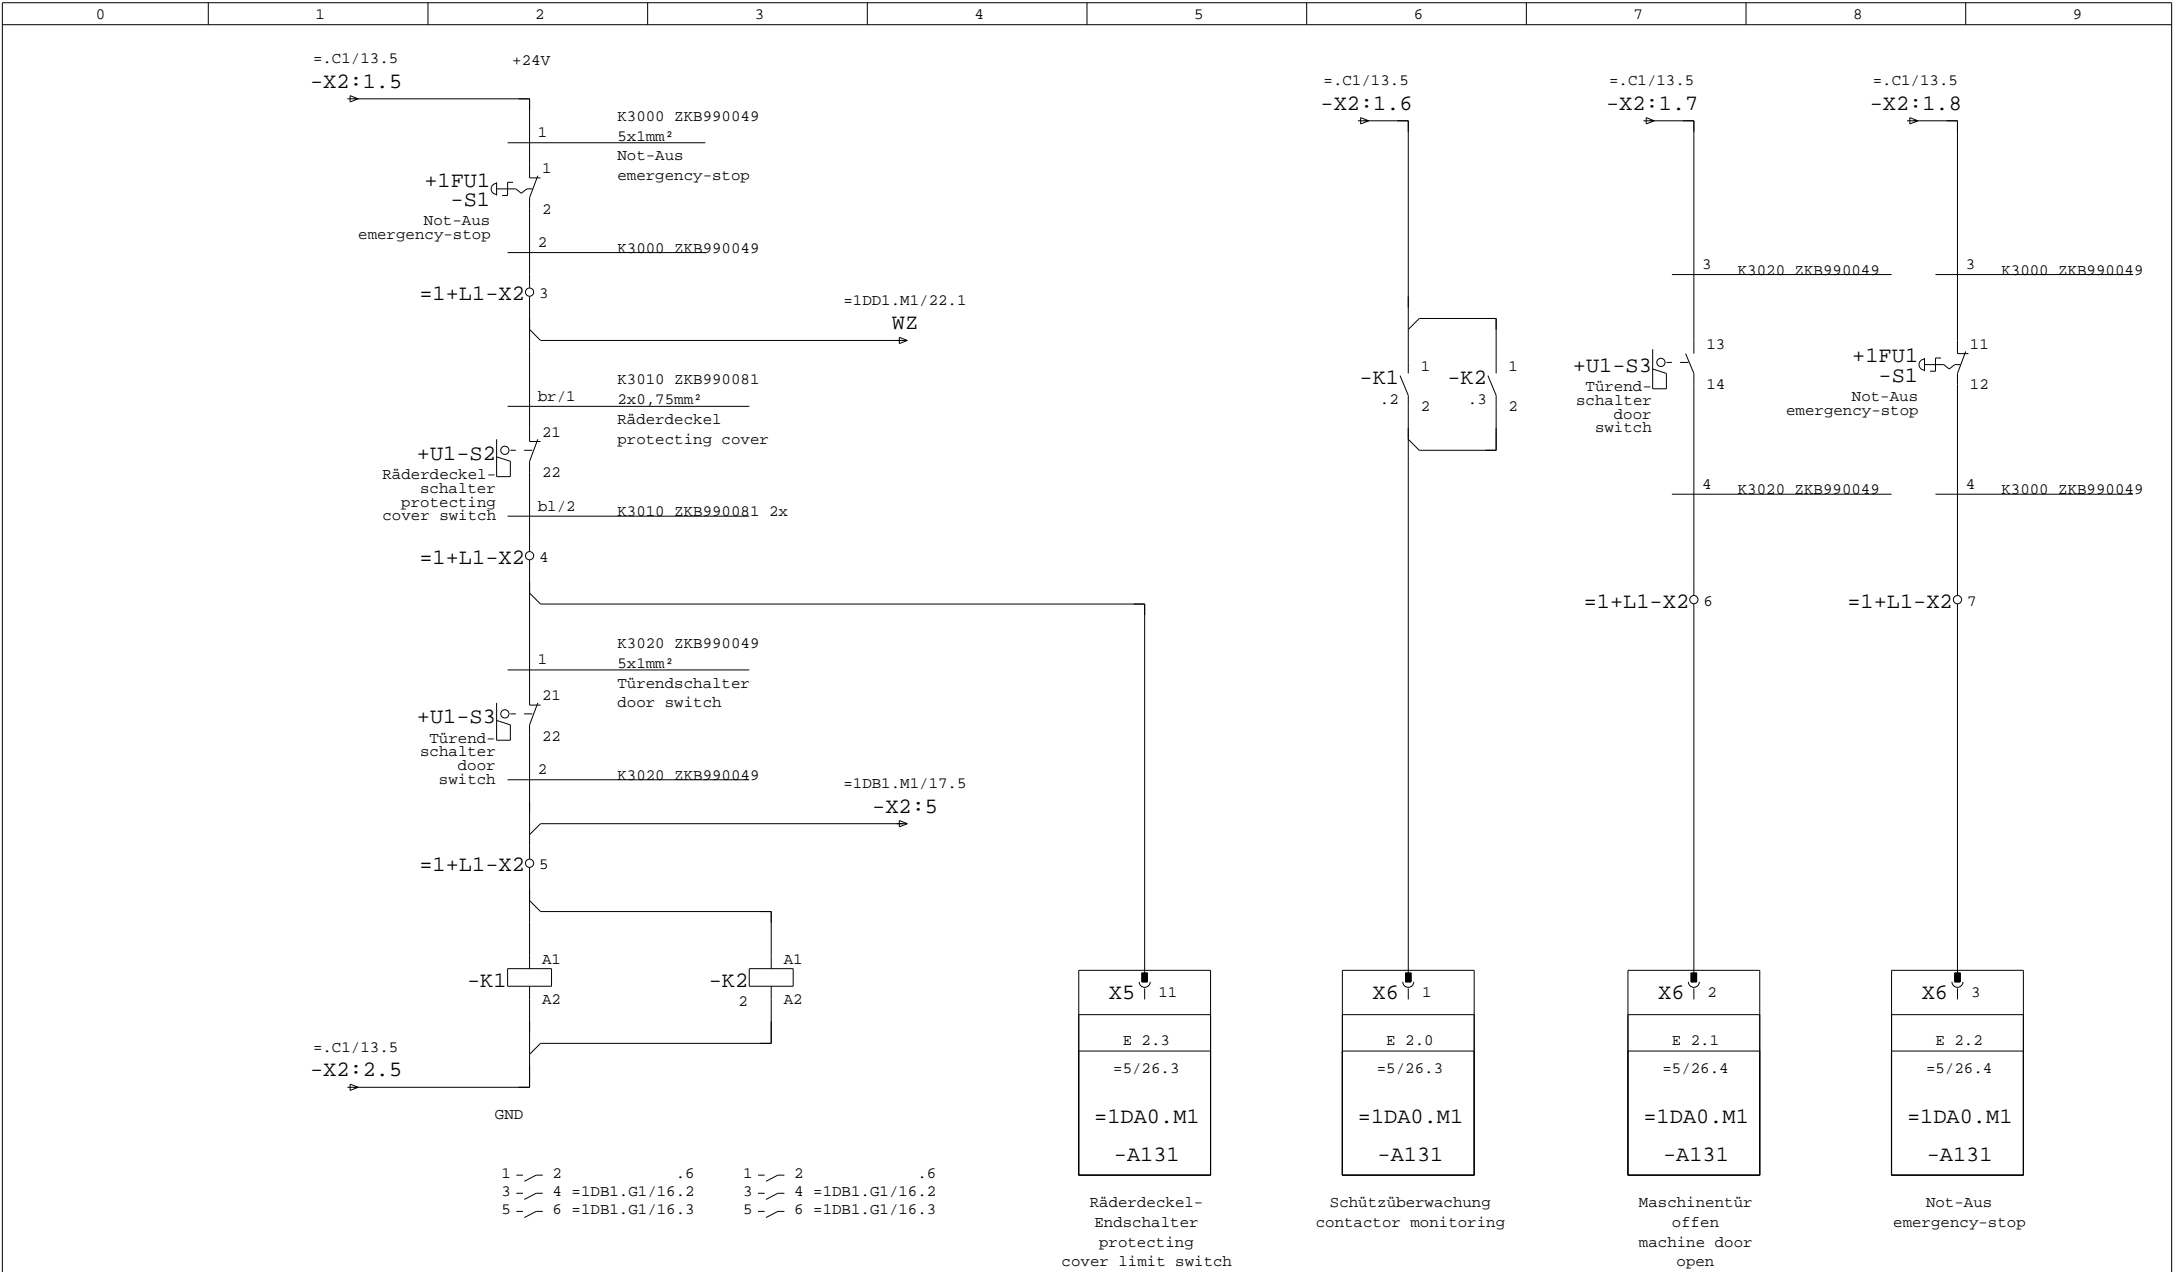 0 1 2 3 4 5 6 7 8 9
=.C1/13.5
-X2:1.5
+24V
1
K3000 ZKB990049
5x1mm²
Not-Aus
emergency-stop
+1FU1
-S1
1
2
Not-Aus
emergency-stop
2
K3000 ZKB990049
=1+L1-X2 3
=1DD1.M1/22.1
WZ
br/1
K3010 ZKB990081
2x0,75mm²
Räderdeckel
protecting cover
+U1-S2
21
22
Räderdeckel-
schalter
protecting
cover switch
bl/2
K3010 ZKB990081 2x
=1+L1-X2 4
1
K3020 ZKB990049
5x1mm²
Türendschalter
door switch
+U1-S3
21
22
Türend-
schalter
door
switch
2
K3020 ZKB990049
=1DB1.M1/17.5
-X2:5
=1+L1-X2 5
-K1
A1
A2
-K2
2
A1
A2
=.C1/13.5
-X2:2.5
GND
1 2 .6
3 4 =1DB1.G1/16.2
5 6 =1DB1.G1/16.3
1 2 .6
3 4 =1DB1.G1/16.2
5 6 =1DB1.G1/16.3
X5 11
E 2.3
=5/26.3
=1DA0.M1
-A131
Räderdeckel-
Endschalter
protecting
cover limit switch
=.C1/13.5
-X2:1.6
-K1
.2
1
2
-K2
.3
1
2
X6 1
E 2.0
=5/26.3
=1DA0.M1
-A131
Schützüberwachung
contactor monitoring
=.C1/13.5
-X2:1.7
3
K3020 ZKB990049
+U1-S3
13
14
Türend-
schalter
door
switch
4
K3020 ZKB990049
=1+L1-X2 6
X6 2
E 2.1
=5/26.4
=1DA0.M1
-A131
Maschinentür
offen
machine door
open
=.C1/13.5
-X2:1.8
3
K3000 ZKB990049
+1FU1
-S1
11
12
Not-Aus
emergency-stop
4
K3000 ZKB990049
=1+L1-X2 7
X6 3
E 2.2
=5/26.4
=1DA0.M1
-A131
Not-Aus
emergency-stop